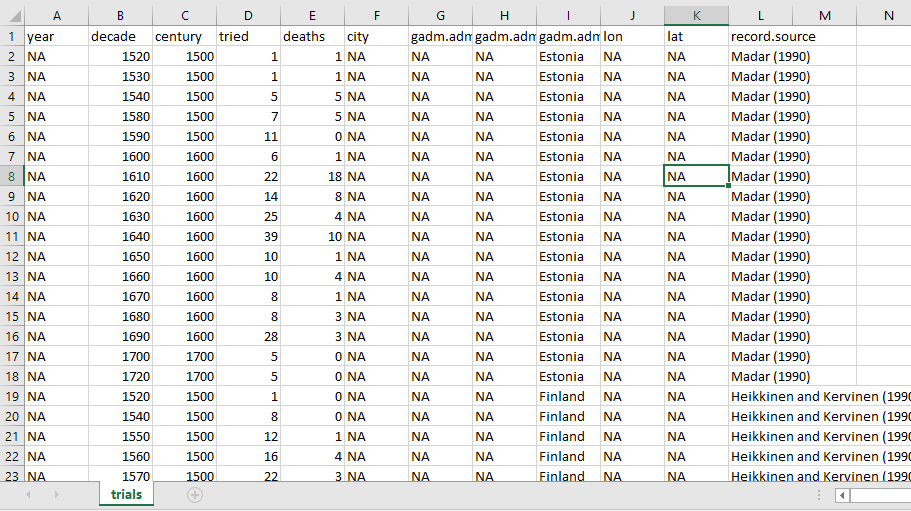 A B C D E F G H I J K L M N
1 year decade century tried deaths city gadm.adm gadm.adm gadm.adm lon lat record.source
2 NA 1520 1500 1 1 NA NA NA Estonia NA NA Madar (1990)
3 NA 1530 1500 1 1 NA NA NA Estonia NA NA Madar (1990)
4 NA 1540 1500 5 5 NA NA NA Estonia NA NA Madar (1990)
5 NA 1580 1500 7 5 NA NA NA Estonia NA NA Madar (1990)
6 NA 1590 1500 11 0 NA NA NA Estonia NA NA Madar (1990)
7 NA 1600 1600 6 1 NA NA NA Estonia NA NA Madar (1990)
8 NA 1610 1600 22 18 NA NA NA Estonia NA NA Madar (1990)
9 NA 1620 1600 14 8 NA NA NA Estonia NA NA Madar (1990)
10 NA 1630 1600 25 4 NA NA NA Estonia NA NA Madar (1990)
11 NA 1640 1600 39 10 NA NA NA Estonia NA NA Madar (1990)
12 NA 1650 1600 10 1 NA NA NA Estonia NA NA Madar (1990)
13 NA 1660 1600 10 4 NA NA NA Estonia NA NA Madar (1990)
14 NA 1670 1600 8 1 NA NA NA Estonia NA NA Madar (1990)
15 NA 1680 1600 8 3 NA NA NA Estonia NA NA Madar (1990)
16 NA 1690 1600 28 3 NA NA NA Estonia NA NA Madar (1990)
17 NA 1700 1700 5 0 NA NA NA Estonia NA NA Madar (1990)
18 NA 1720 1700 5 0 NA NA NA Estonia NA NA Madar (1990)
19 NA 1520 1500 1 0 NA NA NA Finland NA NA Heikkinen and Kervinen (1990
20 NA 1540 1500 8 0 NA NA NA Finland NA NA Heikkinen and Kervinen (1990
21 NA 1550 1500 12 1 NA NA NA Finland NA NA Heikkinen and Kervinen (1990
22 NA 1560 1500 16 4 NA NA NA Finland NA NA Heikkinen and Kervinen (1990
23 NA 1570 1500 22 3 NA NA NA Finland NA NA Heikkinen and Kervinen (1990
trials